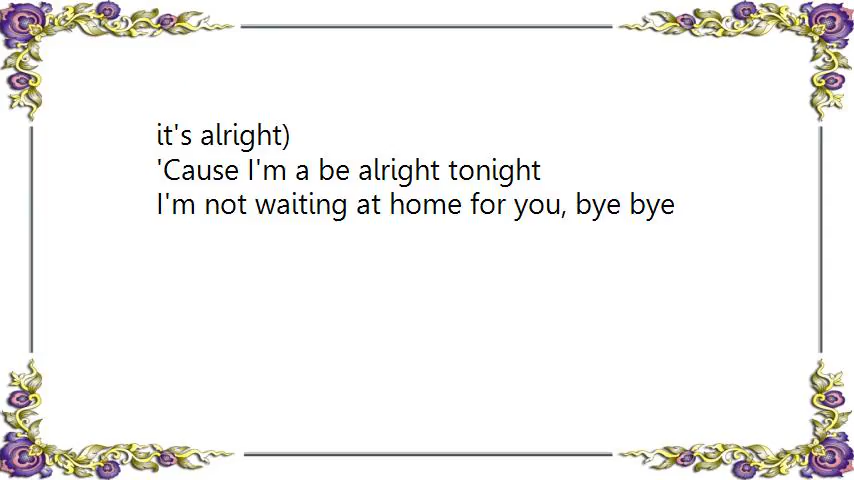 it's alright)
'Cause I'm a be alright tonight
I'm not waiting at home for you, bye bye